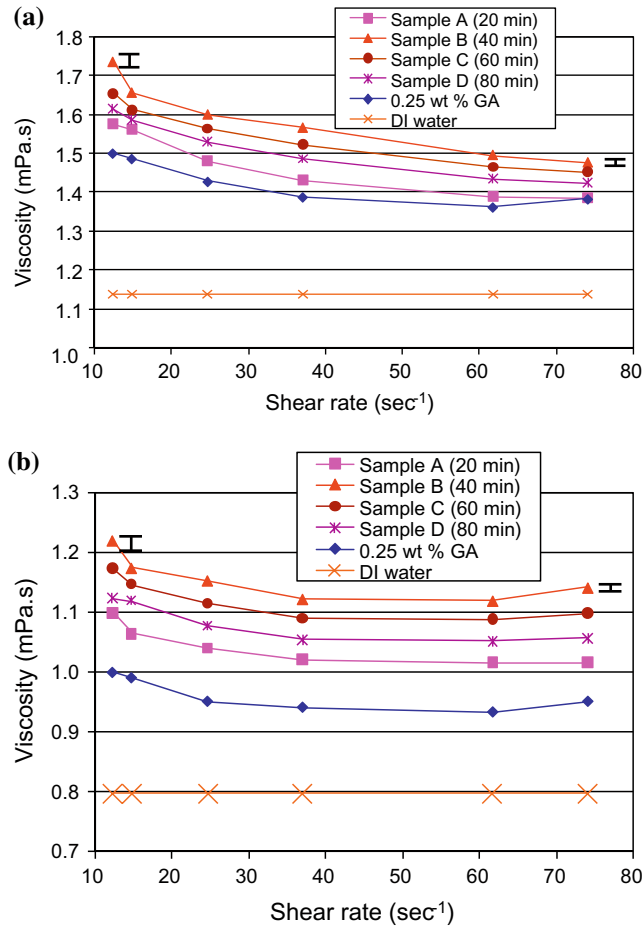 (a)
Sample A (20 min)
Sample B (40 min)
Sample C (60 min)
Sample D (80 min)
0.25 wt % GA
DI water
1.8
1.7
1.6
1.5
1.4
1.3
1.2
1.1
1.0
Viscosity (mPa.s)
10 20 30 40 50 60 70 80
Shear rate (sec-1)
(b)
Sample A (20 min)
Sample B (40 min)
Sample C (60 min)
Sample D (80 min)
0.25 wt % GA
DI water
1.3
1.2
1.1
1.0
0.9
0.8
0.7
Viscosity (mPa.s)
10 20 30 40 50 60 70 80
Shear rate (sec-1)